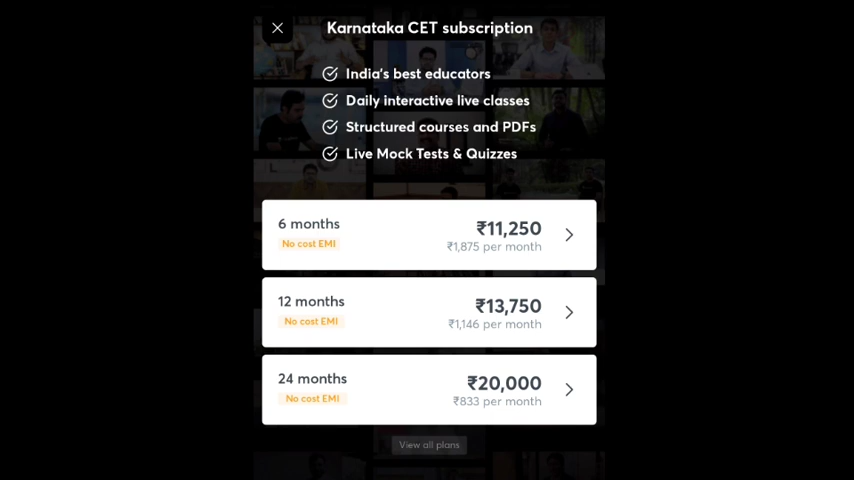 Karnataka CET subscription
India's best educators
Daily interactive live classes
Structured courses and PDFs
Live Mock Tests & Quizzes
6 months
₹11,250
No cost EMI
₹1,875 per month
12 months
₹13,750
No cost EMI
₹1,146 per month
24 months
₹20,000
No cost EMI
₹833 per month
View all plans